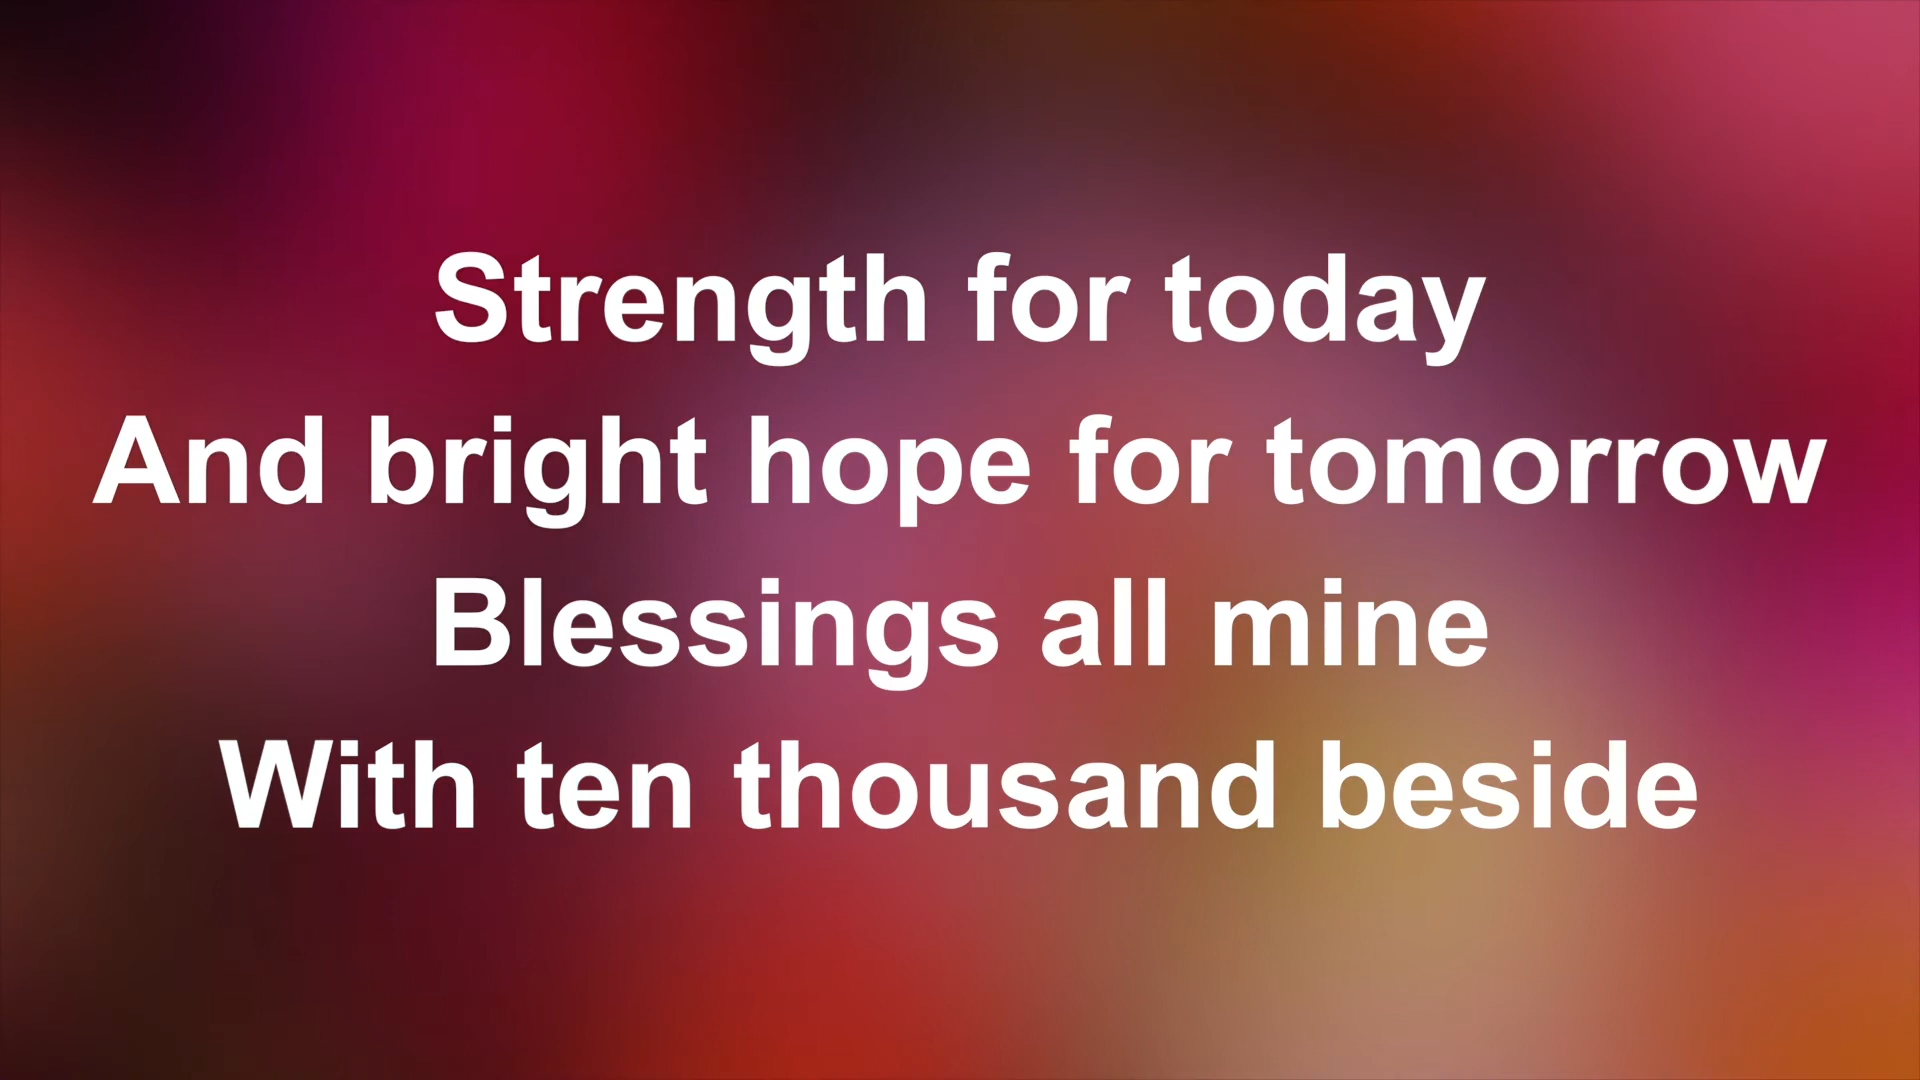 Strength for today
And bright hope for tomorrow
Blessings all mine
With ten thousand beside